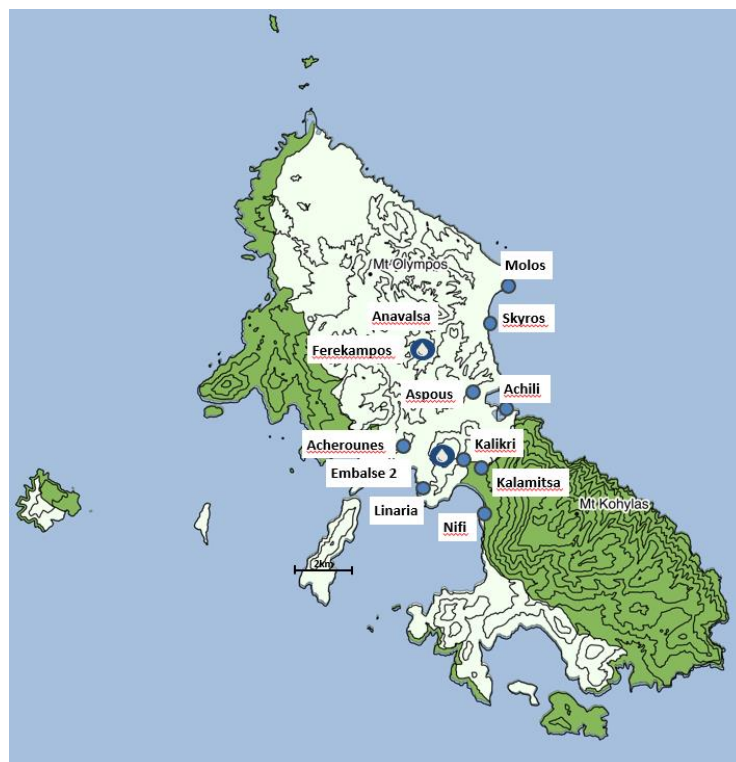 Molos
Mt Olympos
Anavalsa
Skyros
Ferekampos
Aspous
Achili
Acherounes
Kalikri
Embalse 2
Kalamitsa
Linaria
Mt Kohylas
Nifi
2km